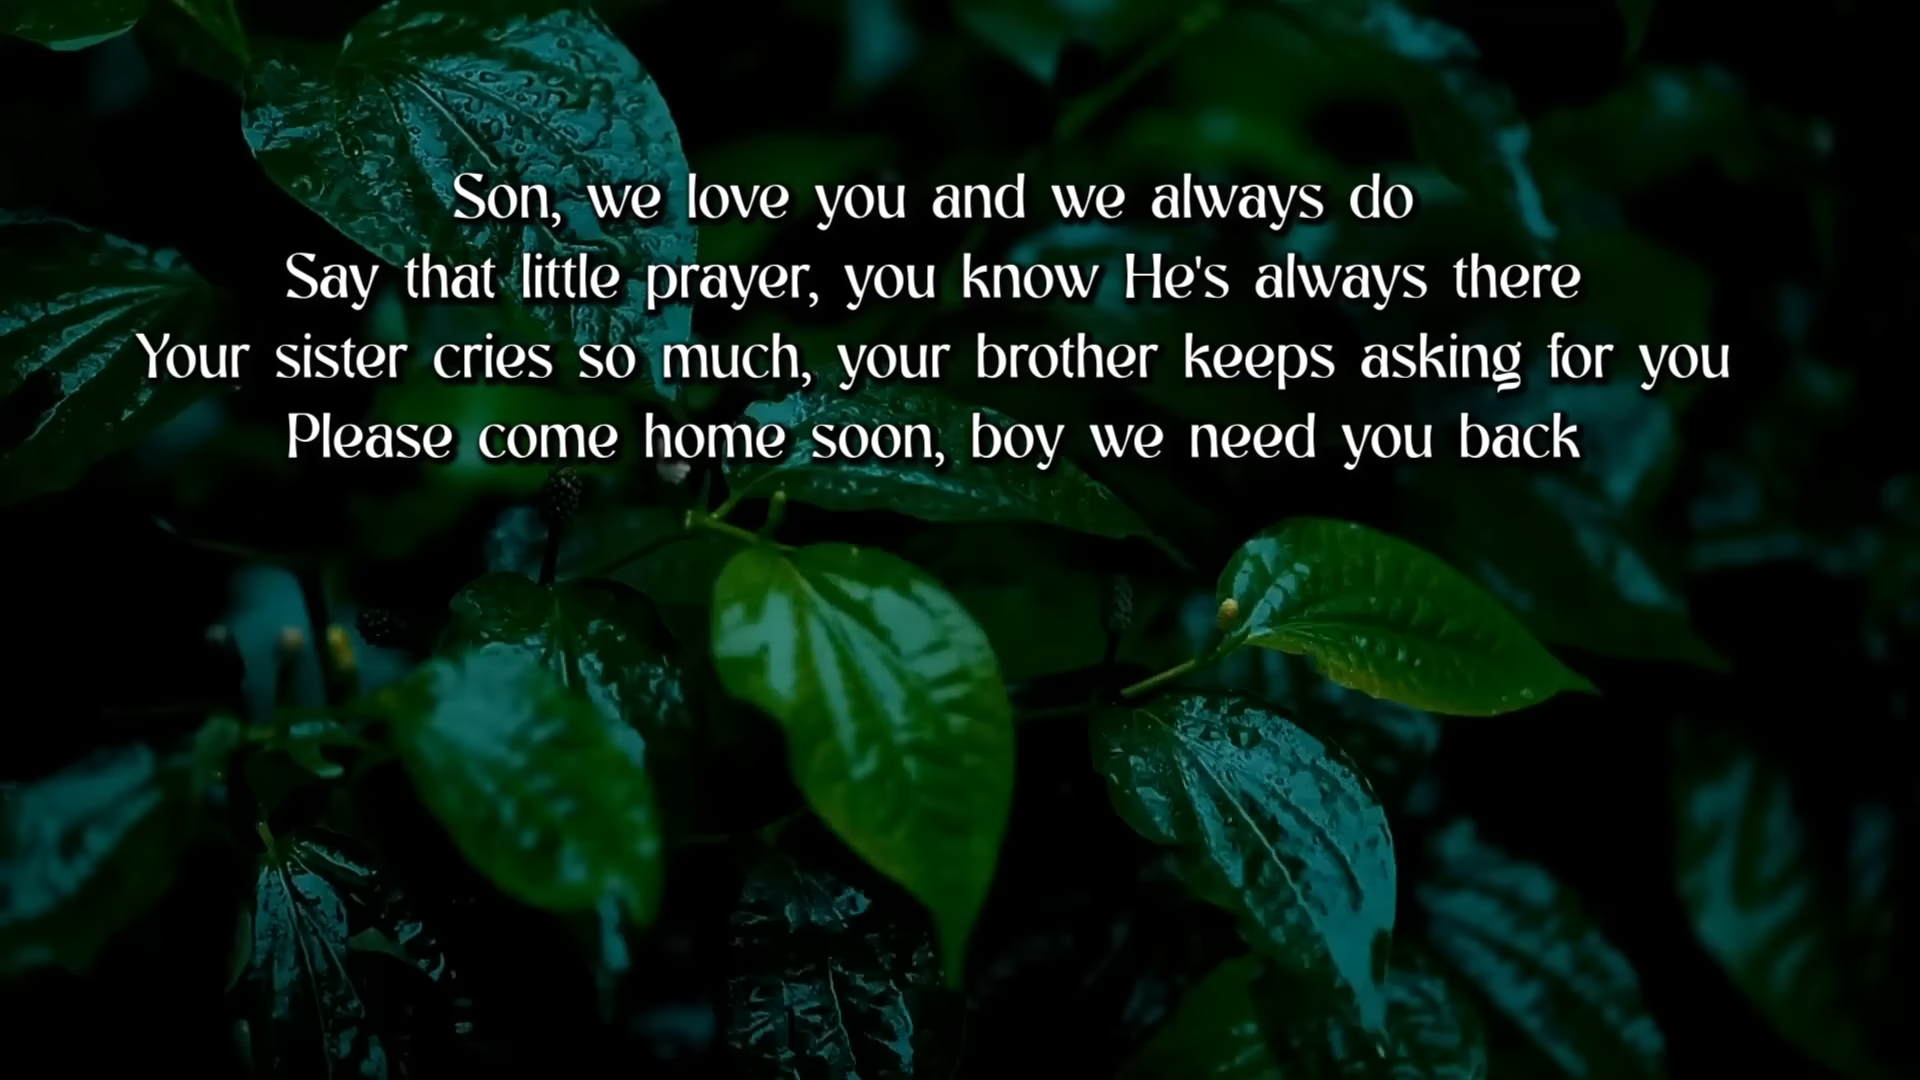 Son, we love you and we always do
Say that little prayer, you know He's always there
Your sister cries so much, your brother keeps asking for you
Please come home soon, boy we need you back